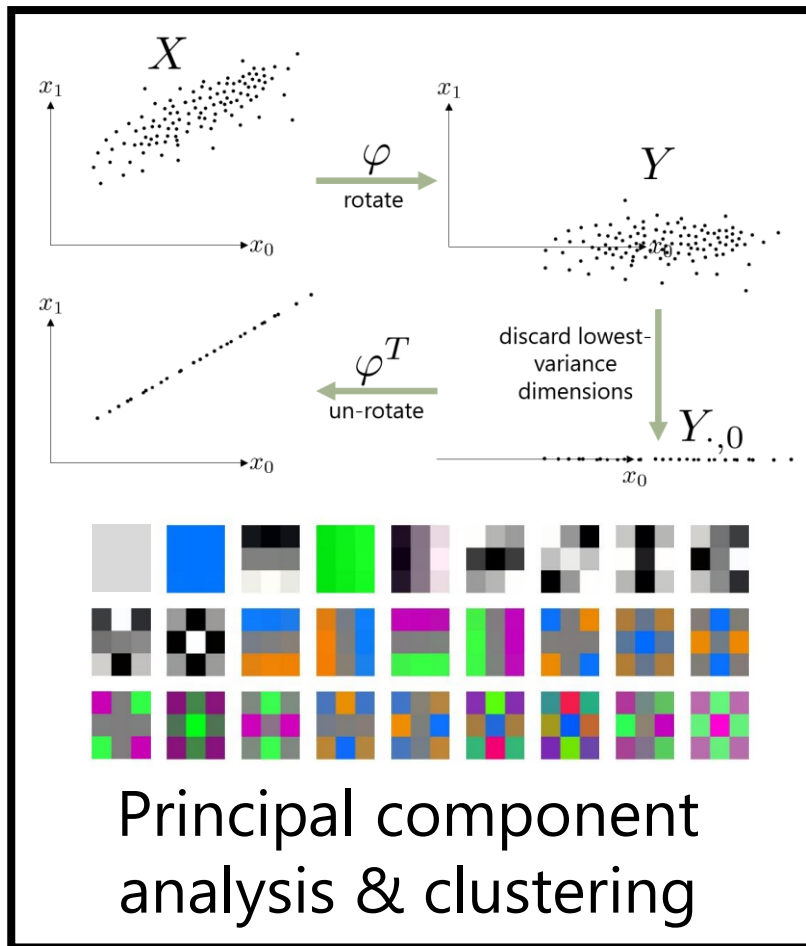 X
x₁
x₀
φ
rotate
x₁
Y
x₀
discard lowest-
variance
dimensions
Y.,₀
x₀
φᵀ
un-rotate
x₁
x₀
Principal component
analysis & clustering